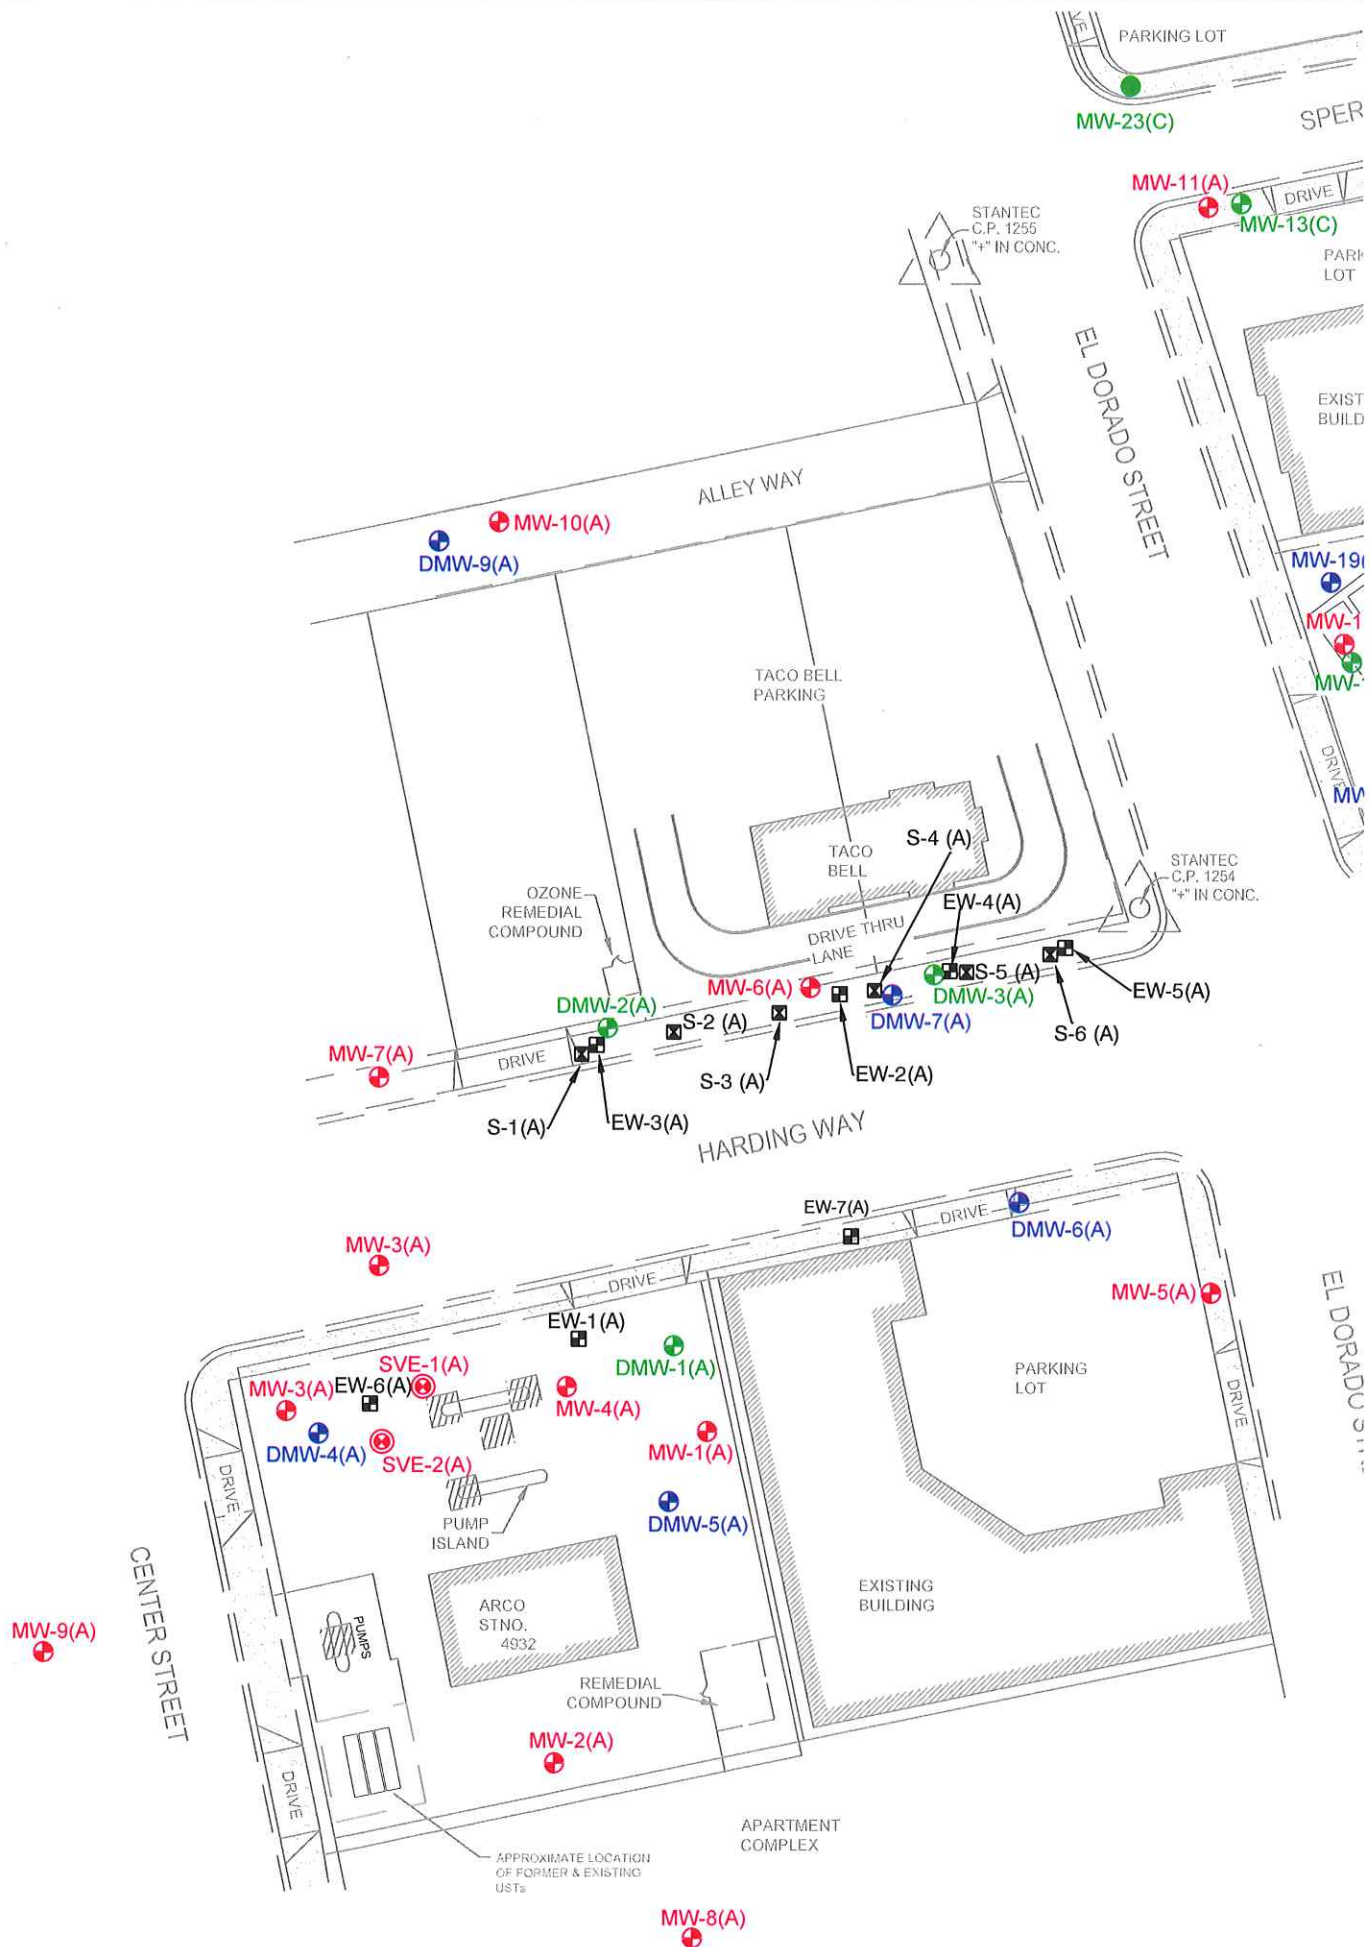 PARKING LOT
MW-23(C)
MW-11(A)
DRIVE
MW-13(C)
STANTEC
C.P. 1255
"+" IN CONC.
LOT
EL DORADO STREET
ALLEY WAY
MW-10(A)
DMW-9(A)
TACO BELL
PARKING
DRIVE
TACO
BELL
S-4 (A)
STANTEC
C.P. 1254
"+" IN CONC.
OZONE
REMEDIAL
COMPOUND
EW-4(A)
DRIVE THRU
LANE
MW-6(A)
S-5 (A)
DMW-3(A)
EW-5(A)
DMW-2(A)
DMW-7(A)
S-2 (A)
S-6 (A)
MW-7(A)
DRIVE
S-3 (A)
EW-2(A)
S-1(A)
EW-3(A)
HARDING WAY
EW-7(A)
DRIVE
DMW-6(A)
MW-3(A)
DRIVE
MW-5(A)
EW-1(A)
DMW-1(A)
SVE-1(A)
MW-3(A)
EW-6(A)
MW-4(A)
PARKING
LOT
DRIVE
MW-1(A)
DMW-4(A)
SVE-2(A)
DRIVE
DMW-5(A)
PUMP
ISLAND
CENTER STREET
ARCO
STNO.
4932
EXISTING
BUILDING
PUMPS
MW-9(A)
REMEDIAL
COMPOUND
MW-2(A)
DRIVE
APARTMENT
COMPLEX
APPROXIMATE LOCATION
OF FORMER & EXISTING
USTs
MW-8(A)
EL DORADO